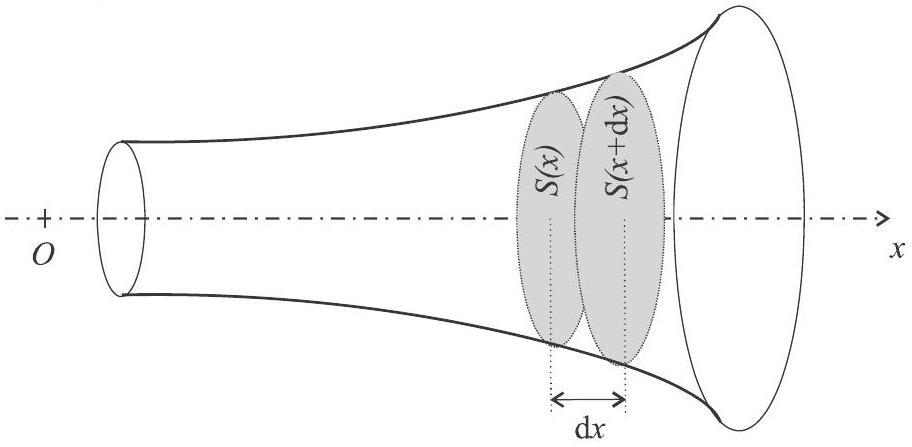 S(x)
S(x+dx)
O
x
dx